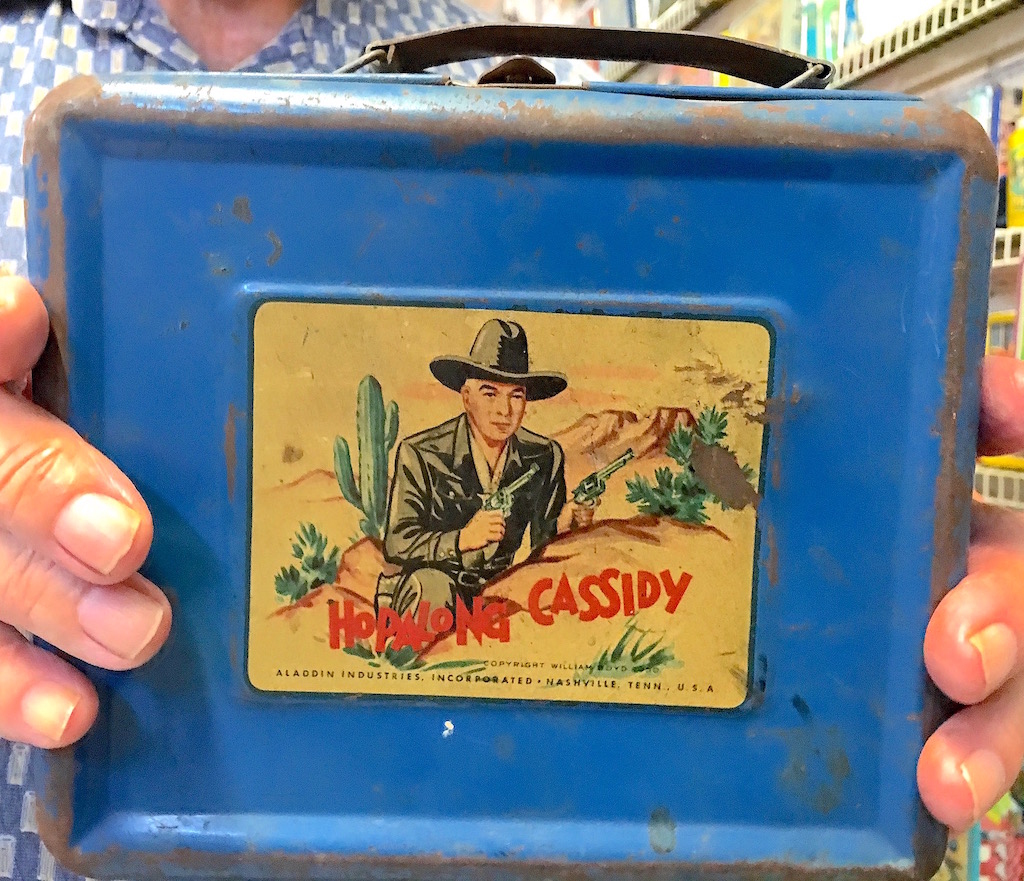 HOPALONG CASSIDY
COPYRIGHT WILLIAM BOYD
ALADDIN INDUSTRIES, INCORPORATED • NASHVILLE, TENN., U.S.A